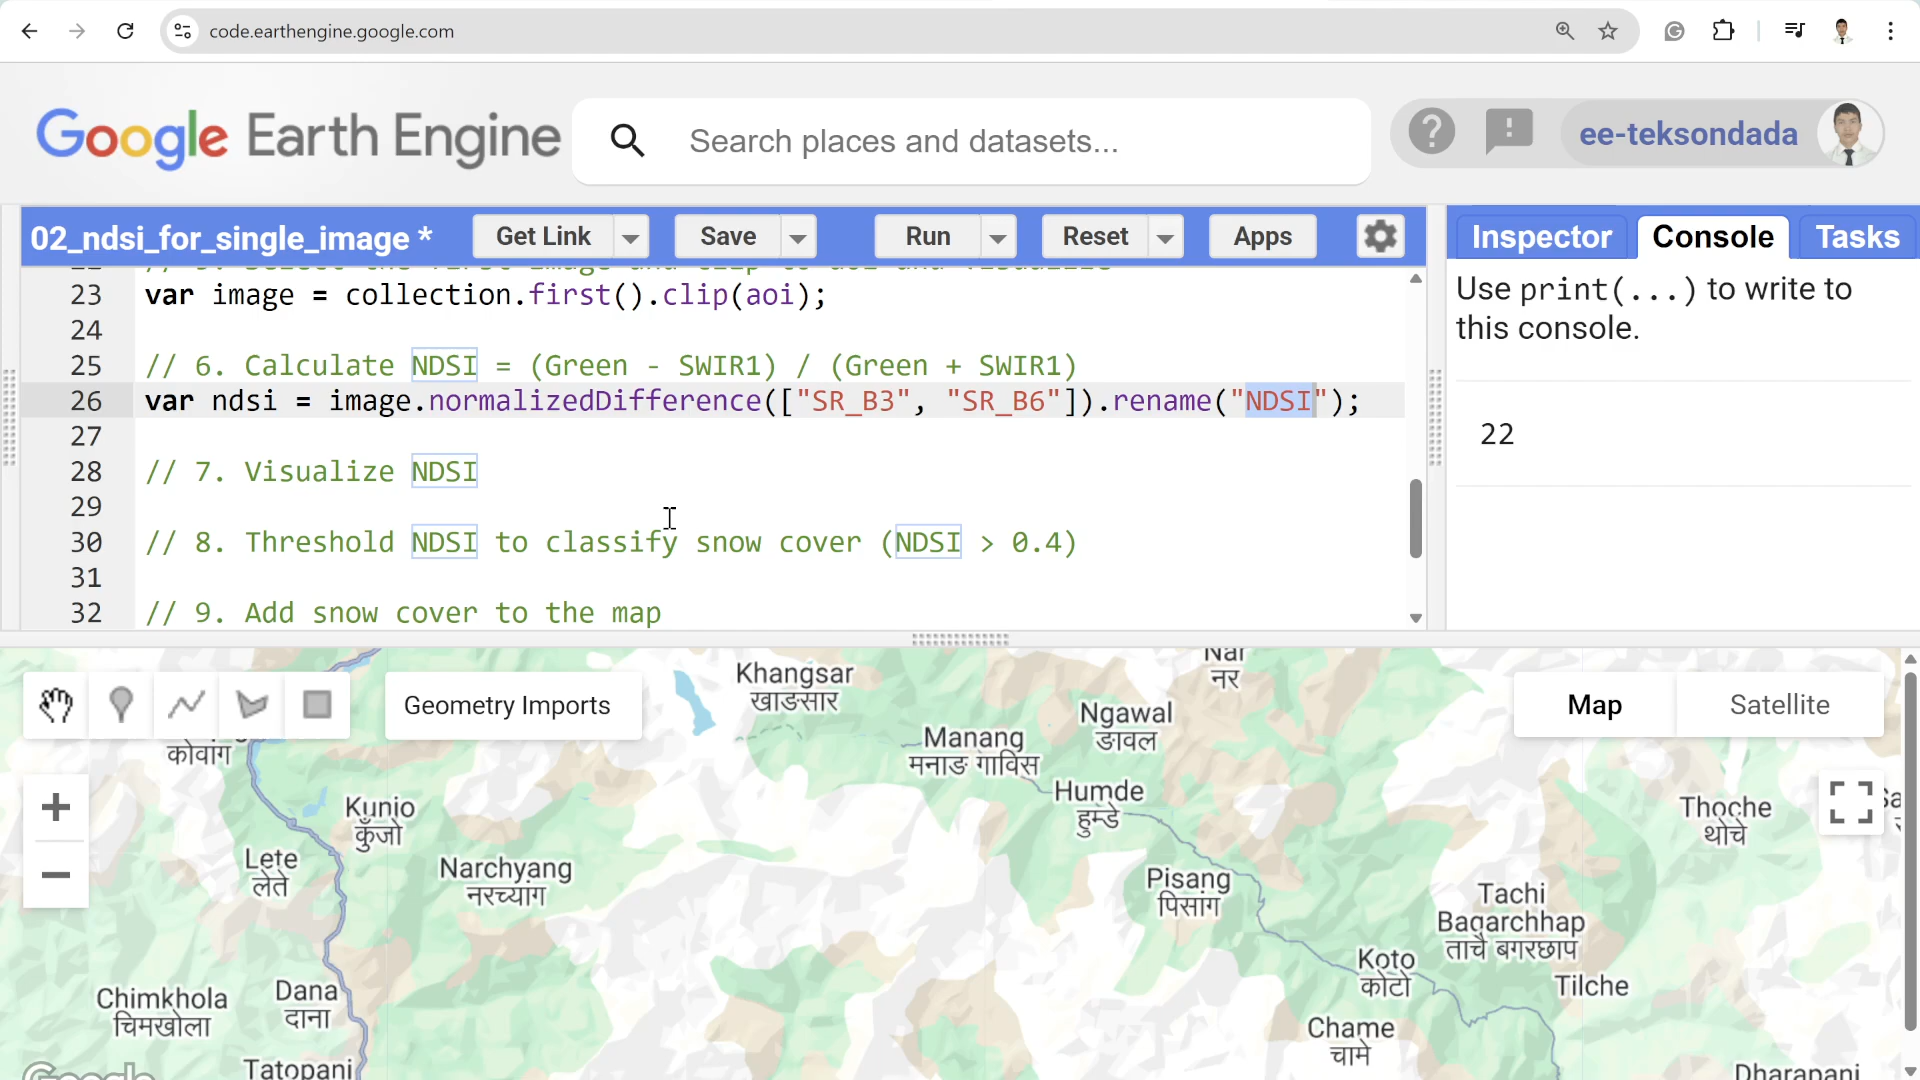 code.earthengine.google.com
Google Earth Engine
Search places and datasets...
ee-teksondada
02_ndsi_for_single_image *
Get Link
Save
Run
Reset
Apps
Inspector
Console
Tasks
23 var image = collection.first().clip(aoi);
24
25 // 6. Calculate NDSI = (Green - SWIR1) / (Green + SWIR1)
26 var ndsi = image.normalizedDifference(["SR_B3", "SR_B6"]).rename("NDSI");
27
28 // 7. Visualize NDSI
29
30 // 8. Threshold NDSI to classify snow cover (NDSI > 0.4)
31
32 // 9. Add snow cover to the map
Use print(...) to write to
this console.
22
Geometry Imports
Map
Satellite
Khangsar
खाङसार
नर
Ngawal
ङावल
Manang
मनाङ गाविस
कोवाग
Humde
हुम्डे
Kunjo
कुँजो
Thoche
थोचे
Lete
लेते
Narchyang
नरच्याग
Pisang
पिसांग
Tachi
Bagarchhap
ताचै बगरछाप
Koto
कोटो
Tilche
Chimkhola
चिमखोला
Dana
दाना
Chame
चामे
Tatopani
Dharapani
Google